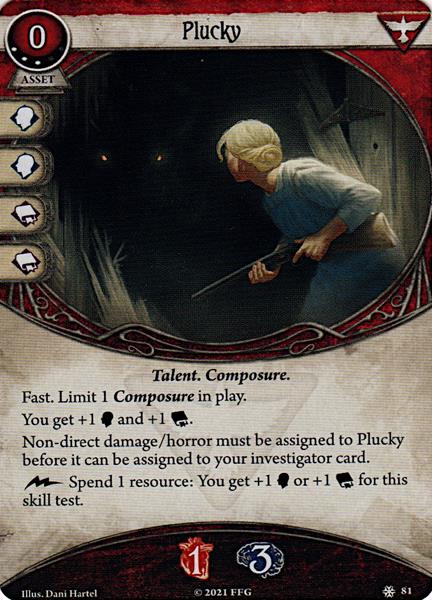 0
Plucky
ASSET
Talent. Composure.
Fast. Limit 1 Composure in play.
You get +1 and +1 .
Non-direct damage/horror must be assigned to Plucky
before it can be assigned to your investigator card.
Spend 1 resource: You get +1 or +1 for this
skill test.
1 3
Illus. Dani Hartel © 2021 FFG 81